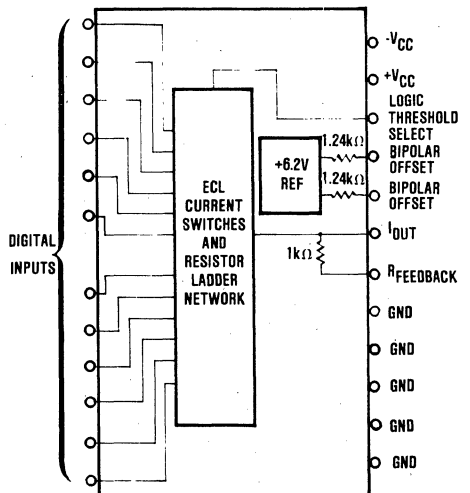 -VCC
+VCC
LOGIC
THRESHOLD
SELECT
1.24kΩ
BIPOLAR
OFFSET
+6.2V
REF
1.24kΩ
BIPOLAR
OFFSET
ECL
CURRENT
SWITCHES
AND
RESISTOR
LADDER
NETWORK
DIGITAL
INPUTS
IOUT
1kΩ
RFEEDBACK
GND
GND
GND
GND
GND